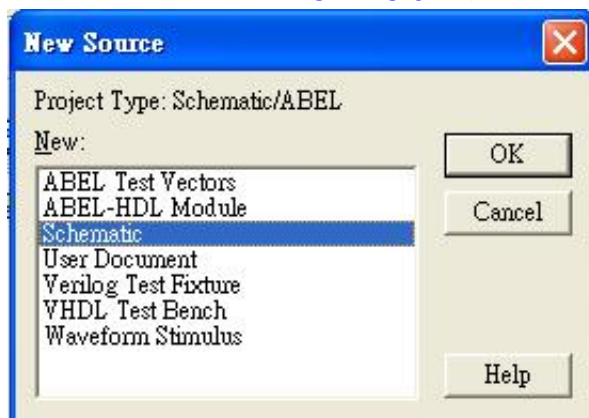 New Source
Project Type: Schematic/ABEL
New:
OK
ABEL Test Vectors
ABEL-HDL Module
Cancel
Schematic
User Document
Verilog Test Fixture
VHDL Test Bench
Waveform Stimulus
Help